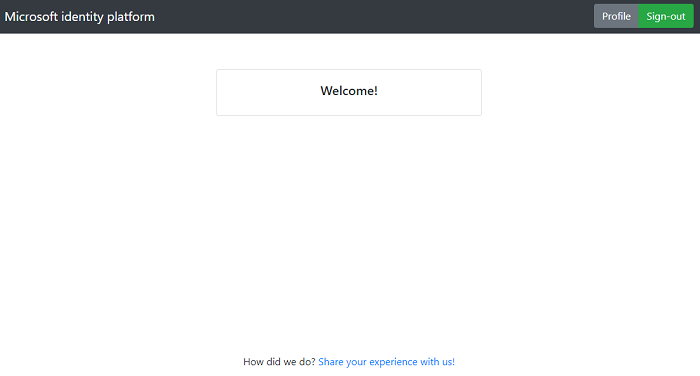 Microsoft identity platform
Profile
Sign-out
Welcome!
How did we do? Share your experience with us!